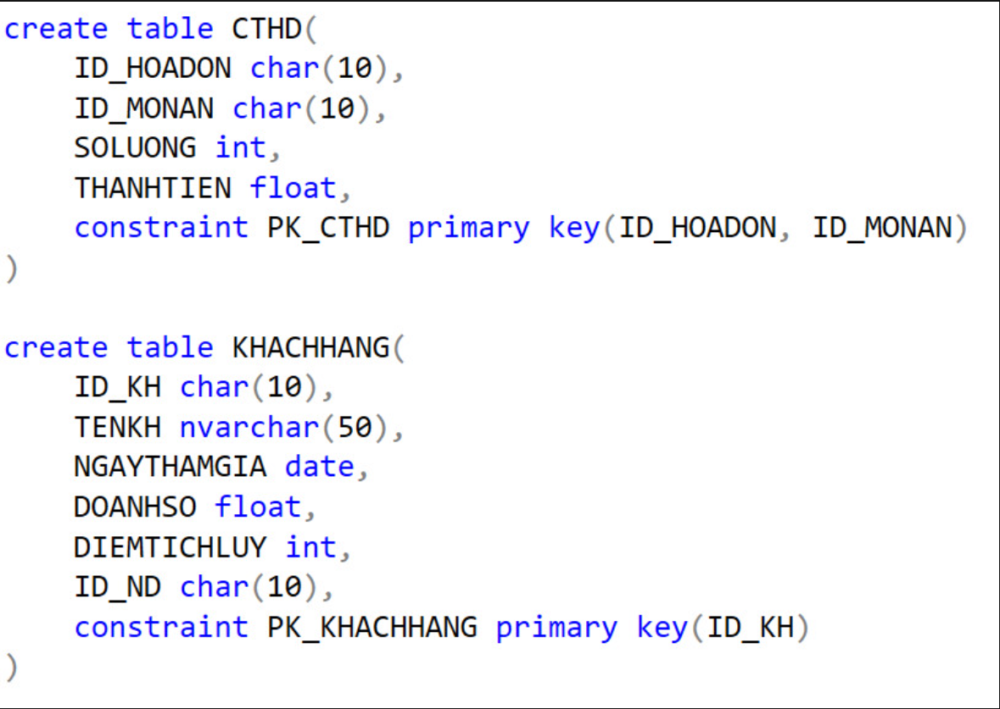 create table CTHD(
    ID_HOADON char(10),
    ID_MONAN char(10),
    SOLUONG int,
    THANHTIEN float,
    constraint PK_CTHD primary key(ID_HOADON, ID_MONAN)
)

create table KHACHHANG(
    ID_KH char(10),
    TENKH nvarchar(50),
    NGAYTHAMGIA date,
    DOANHSO float,
    DIEMTICHLUY int,
    ID_ND char(10),
    constraint PK_KHACHHANG primary key(ID_KH)
)